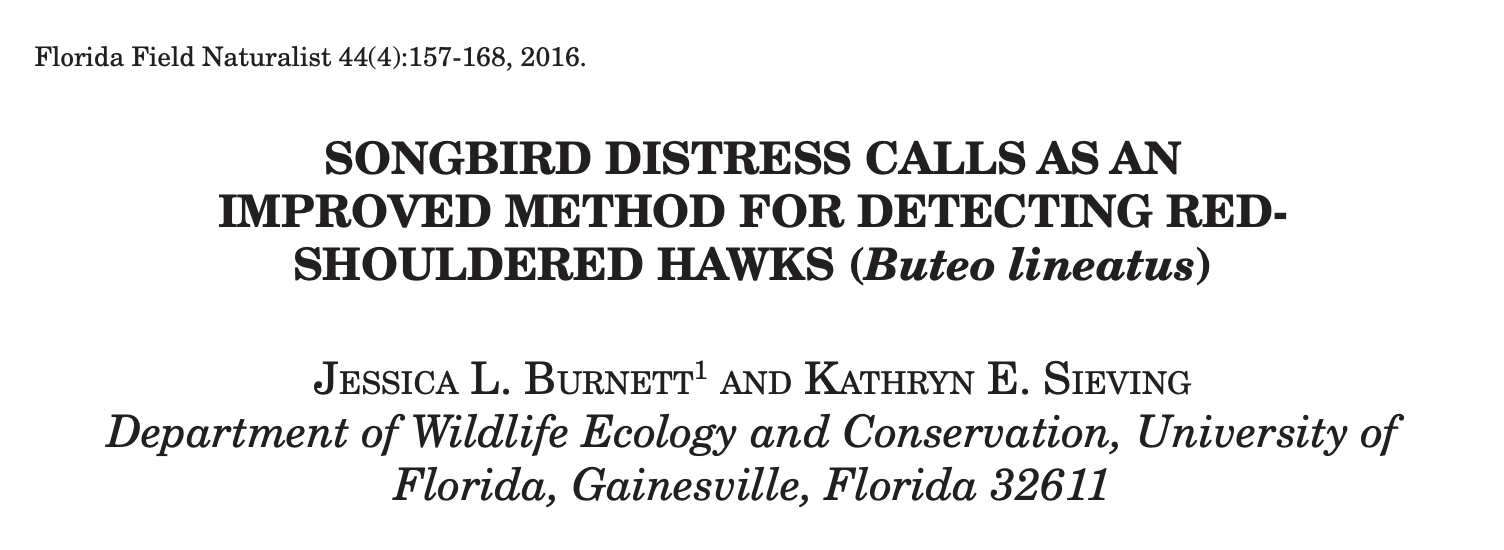 Florida Field Naturalist 44(4):157-168, 2016.
SONGBIRD DISTRESS CALLS AS AN
IMPROVED METHOD FOR DETECTING RED-
SHOULDERED HAWKS (Buteo lineatus)
Jessica L. Burnett¹ and Kathryn E. Sieving
Department of Wildlife Ecology and Conservation, University of
Florida, Gainesville, Florida 32611